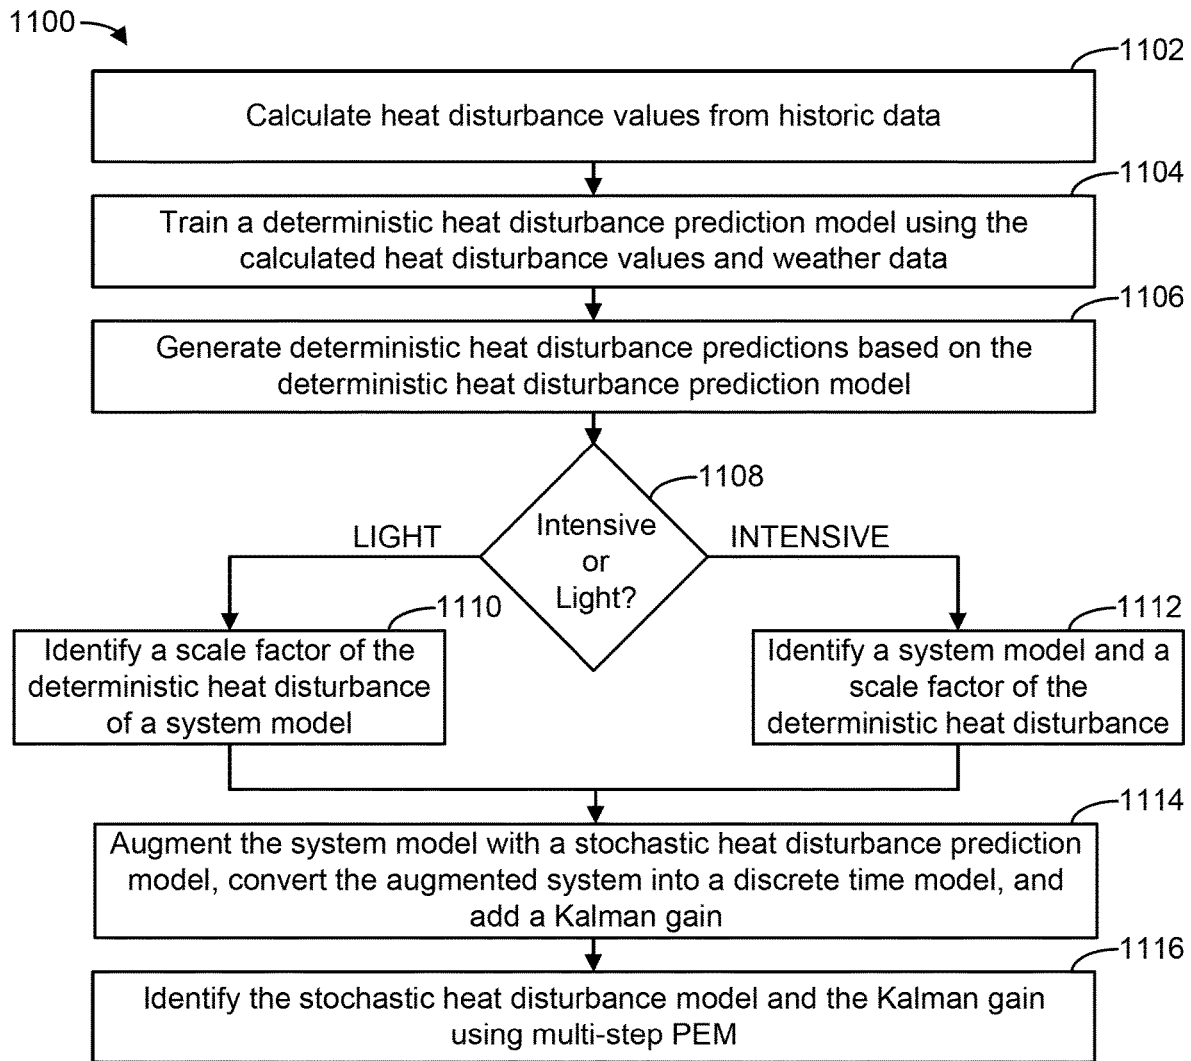 1100
1102
Calculate heat disturbance values from historic data
1104
Train a deterministic heat disturbance prediction model using the
calculated heat disturbance values and weather data
1106
Generate deterministic heat disturbance predictions based on the
deterministic heat disturbance prediction model
1108
Intensive
or
Light?
LIGHT
INTENSIVE
1110
Identify a scale factor of the
deterministic heat disturbance
of a system model
1112
Identify a system model and a
scale factor of the
deterministic heat disturbance
1114
Augment the system model with a stochastic heat disturbance prediction
model, convert the augmented system into a discrete time model, and
add a Kalman gain
1116
Identify the stochastic heat disturbance model and the Kalman gain
using multi-step PEM